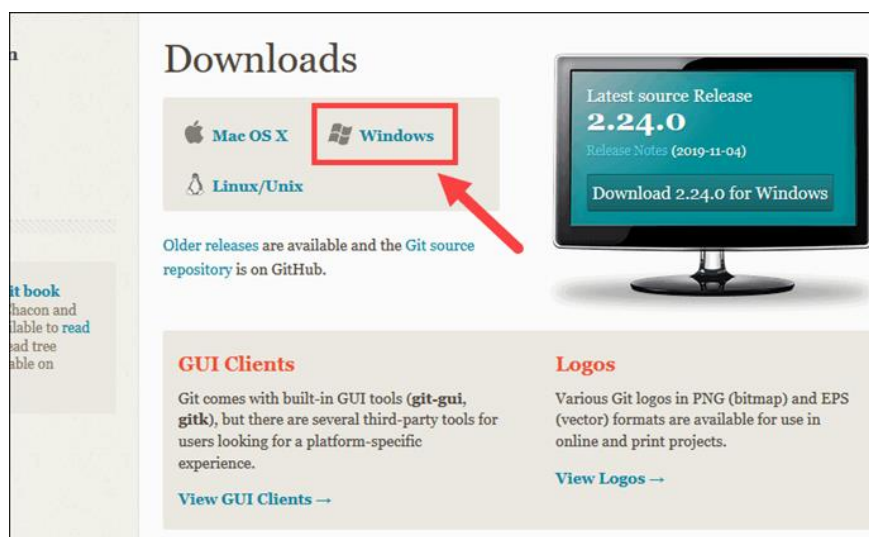 Downloads
Mac OS X
Windows
Linux/Unix
Older releases are available and the Git source
repository is on GitHub.
Latest source Release
2.24.0
Release Notes (2019-11-04)
Download 2.24.0 for Windows
it book
Chacon and
ilable to read
ead tree
able on
GUI Clients
Git comes with built-in GUI tools (git-gui,
gitk), but there are several third-party tools for
users looking for a platform-specific
experience.
View GUI Clients →
Logos
Various Git logos in PNG (bitmap) and EPS
(vector) formats are available for use in
online and print projects.
View Logos →